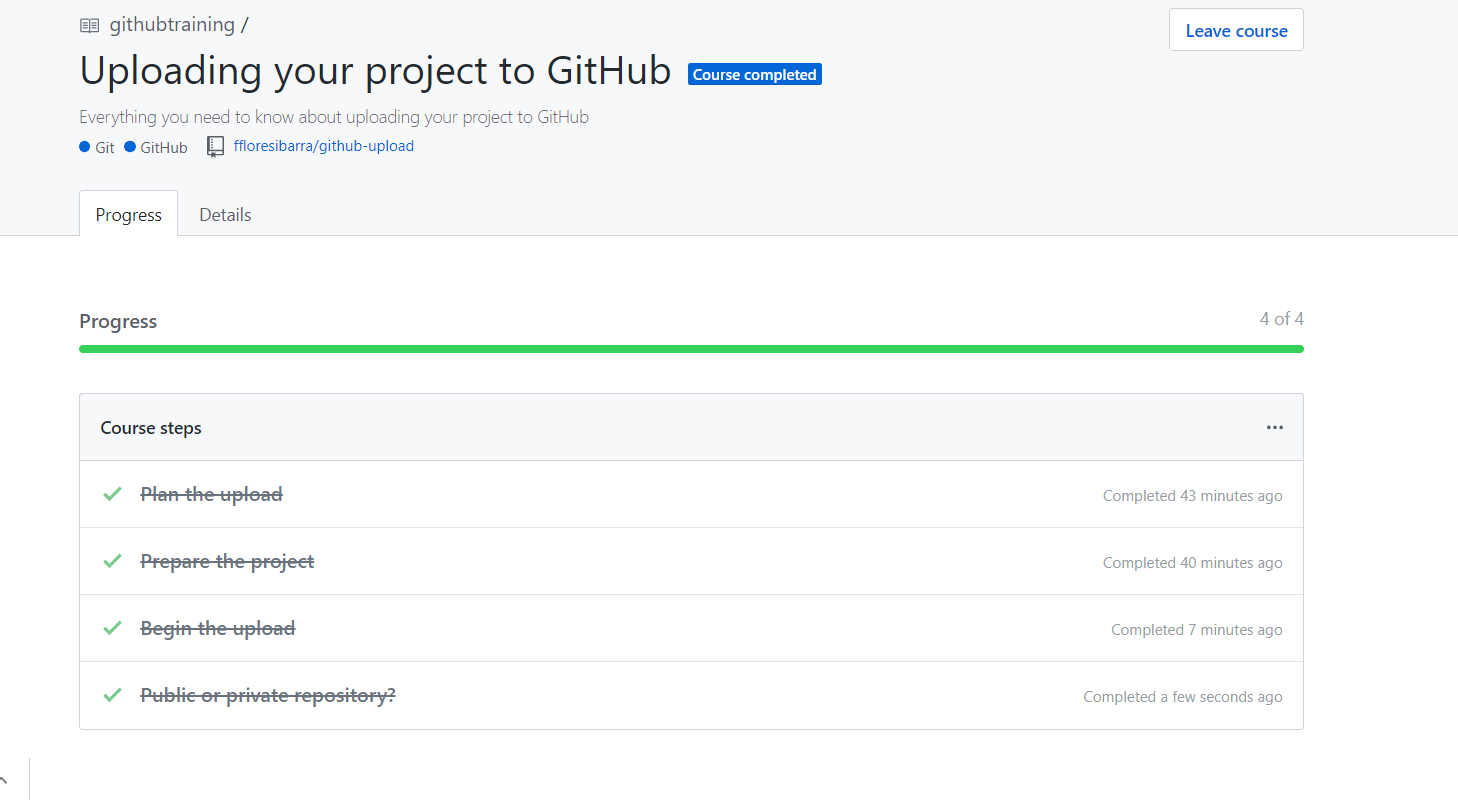 githubtraining /
Leave course
Uploading your project to GitHub Course completed
Everything you need to know about uploading your project to GitHub
Git GitHub ffloresibarra/github-upload
Progress Details
Progress 4 of 4
Course steps
Plan the upload Completed 43 minutes ago
Prepare the project Completed 40 minutes ago
Begin the upload Completed 7 minutes ago
Public or private repository? Completed a few seconds ago